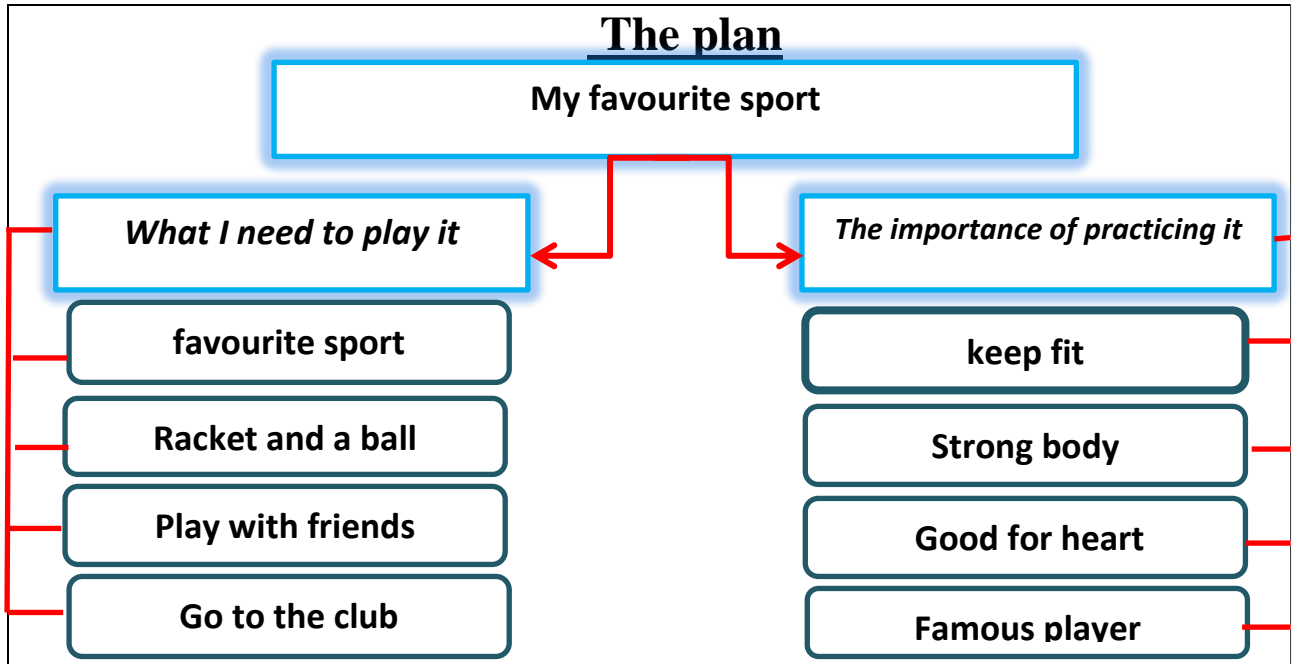 The plan
My favourite sport
What I need to play it
favourite sport
Racket and a ball
Play with friends
Go to the club
The importance of practicing it
keep fit
Strong body
Good for heart
Famous player